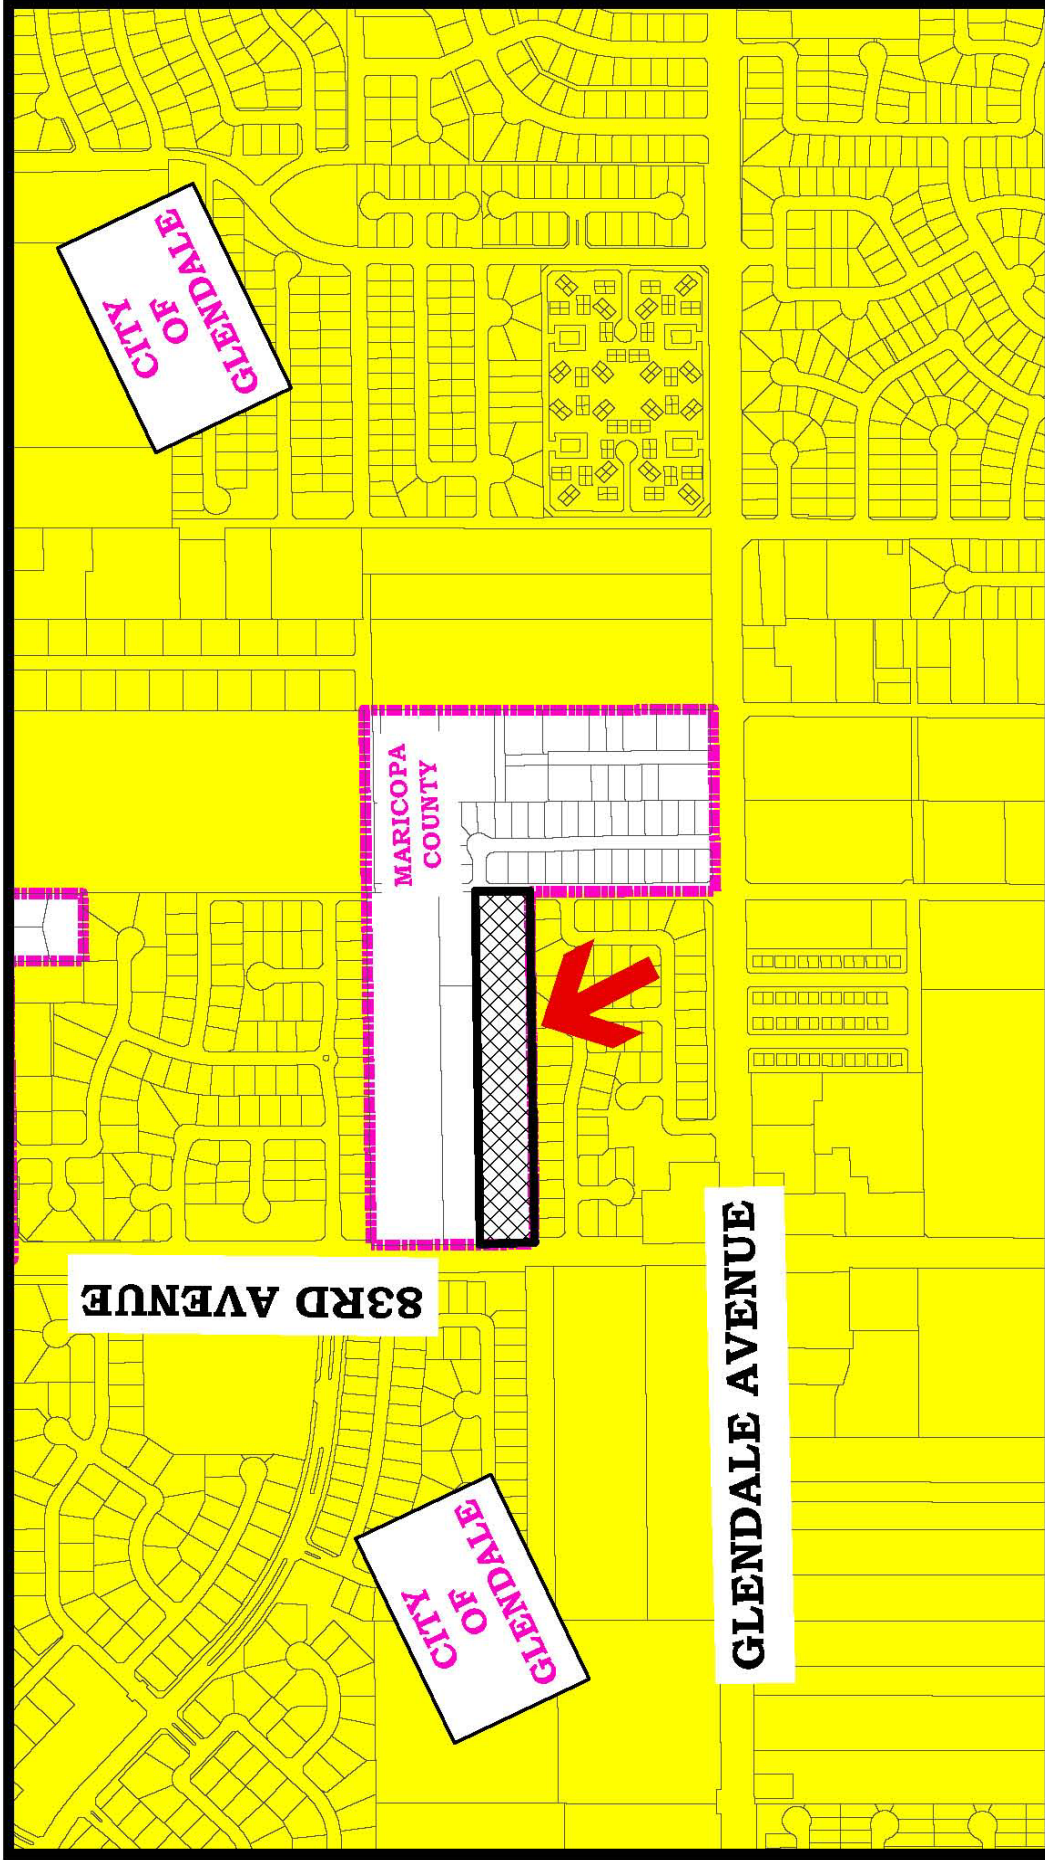 CITY
OF
GLENDALE
MARICOPA
COUNTY
83RD AVENUE
GLENDALE AVENUE
CITY
OF
GLENDALE